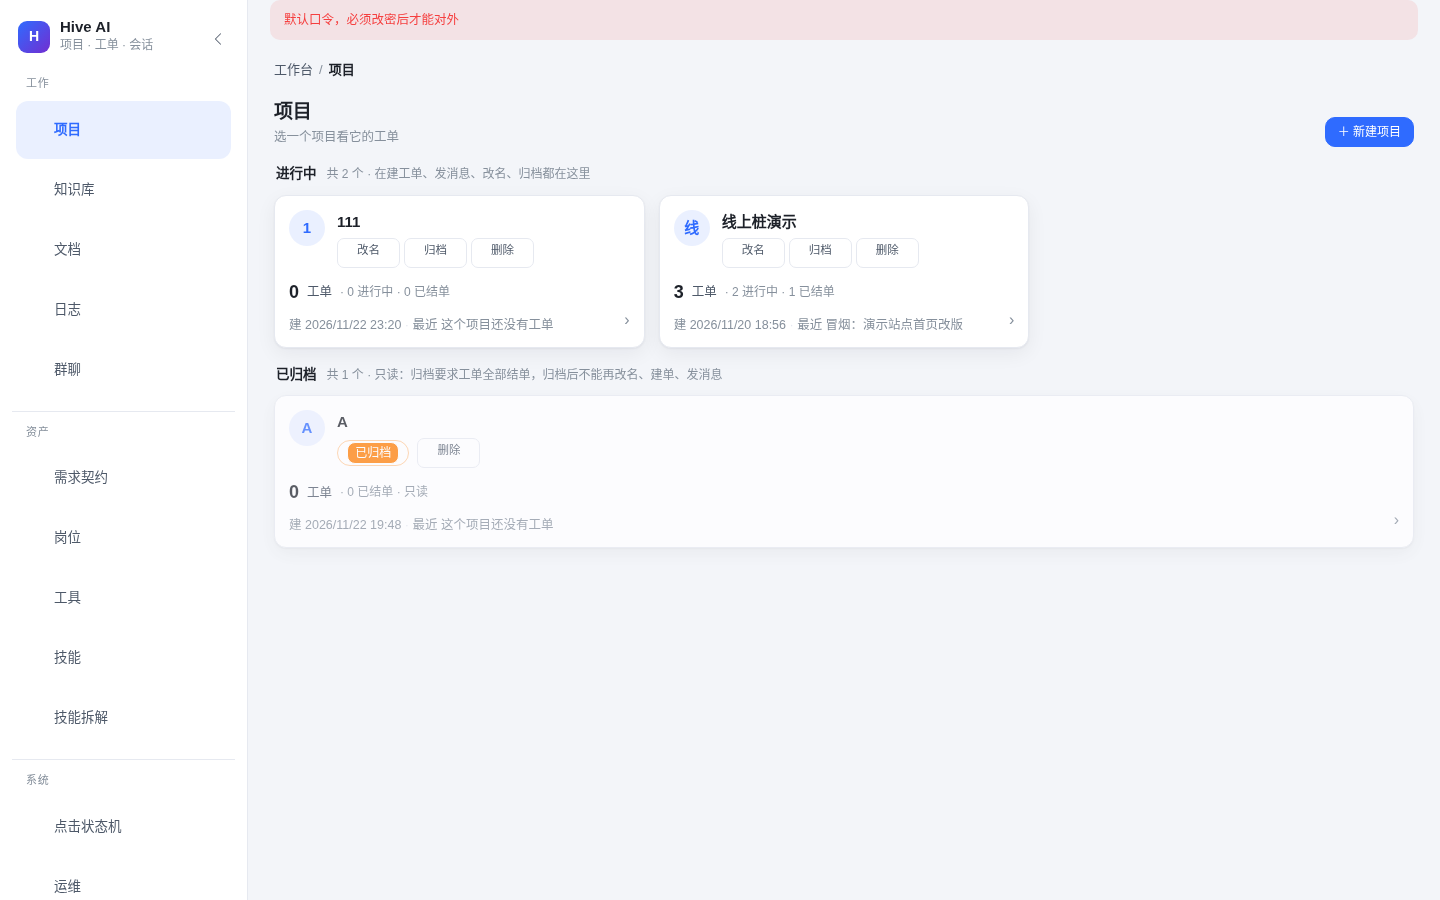 H
Hive AI
项目 · 工单 · 会话
工作
项目
知识库
文档
日志
群聊
资产
需求契约
岗位
工具
技能
技能拆解
系统
点击状态机
运维
默认口令，必须改密后才能对外
工作台 / 项目
项目
选一个项目看它的工单
＋ 新建项目
进行中 共 2 个 · 在建工单、发消息、改名、归档都在这里
1 111
改名 归档 删除
0 工单 · 0 进行中 · 0 已结单
建 2026/11/22 23:20 最近 这个项目还没有工单 ›
线 线上桩演示
改名 归档 删除
3 工单 · 2 进行中 · 1 已结单
建 2026/11/20 18:56 最近 冒烟：演示站点首页改版 ›
已归档 共 1 个 · 只读：归档要求工单全部结单，归档后不能再改名、建单、发消息
A A
已归档 删除
0 工单 · 0 已结单 · 只读
建 2026/11/22 19:48 最近 这个项目还没有工单 ›